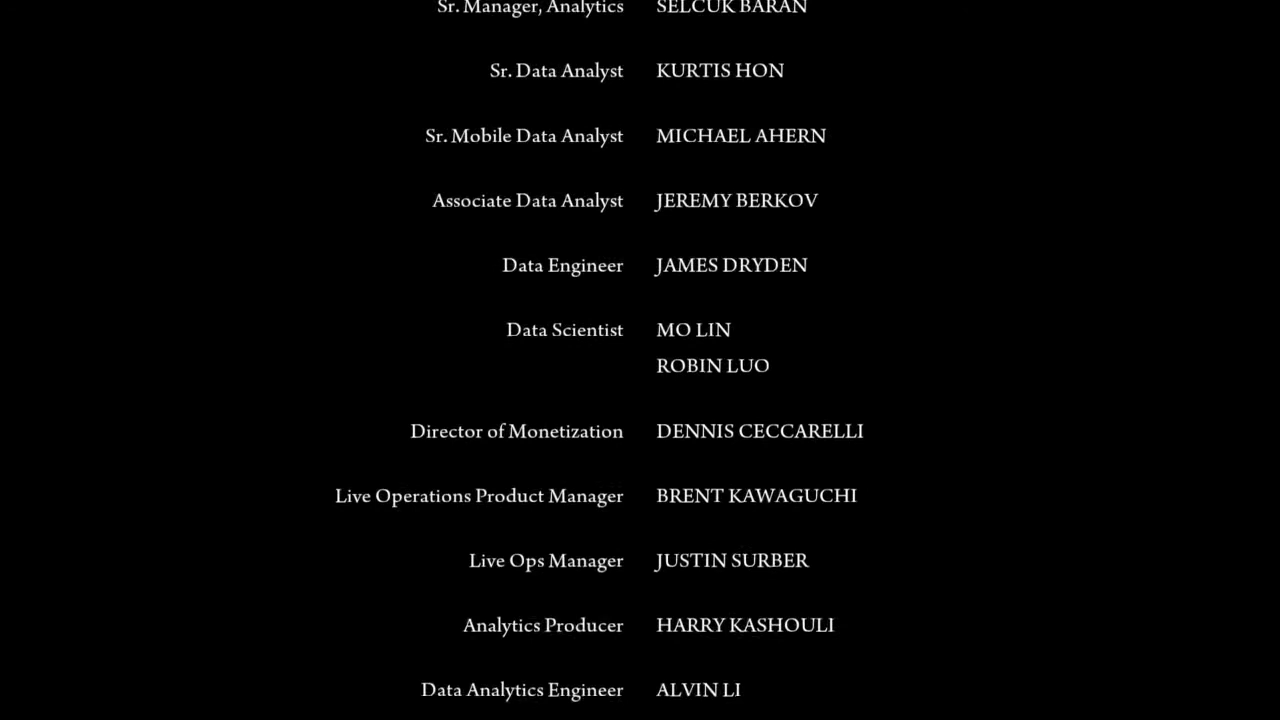 Sr. Manager, Analytics SELCUK BARAN
Sr. Data Analyst KURTIS HON
Sr. Mobile Data Analyst MICHAEL AHERN
Associate Data Analyst JEREMY BERKOV
Data Engineer JAMES DRYDEN
Data Scientist MO LIN
ROBIN LUO
Director of Monetization DENNIS CECCARELLI
Live Operations Product Manager BRENT KAWAGUCHI
Live Ops Manager JUSTIN SURBER
Analytics Producer HARRY KASHOULI
Data Analytics Engineer ALVIN LI